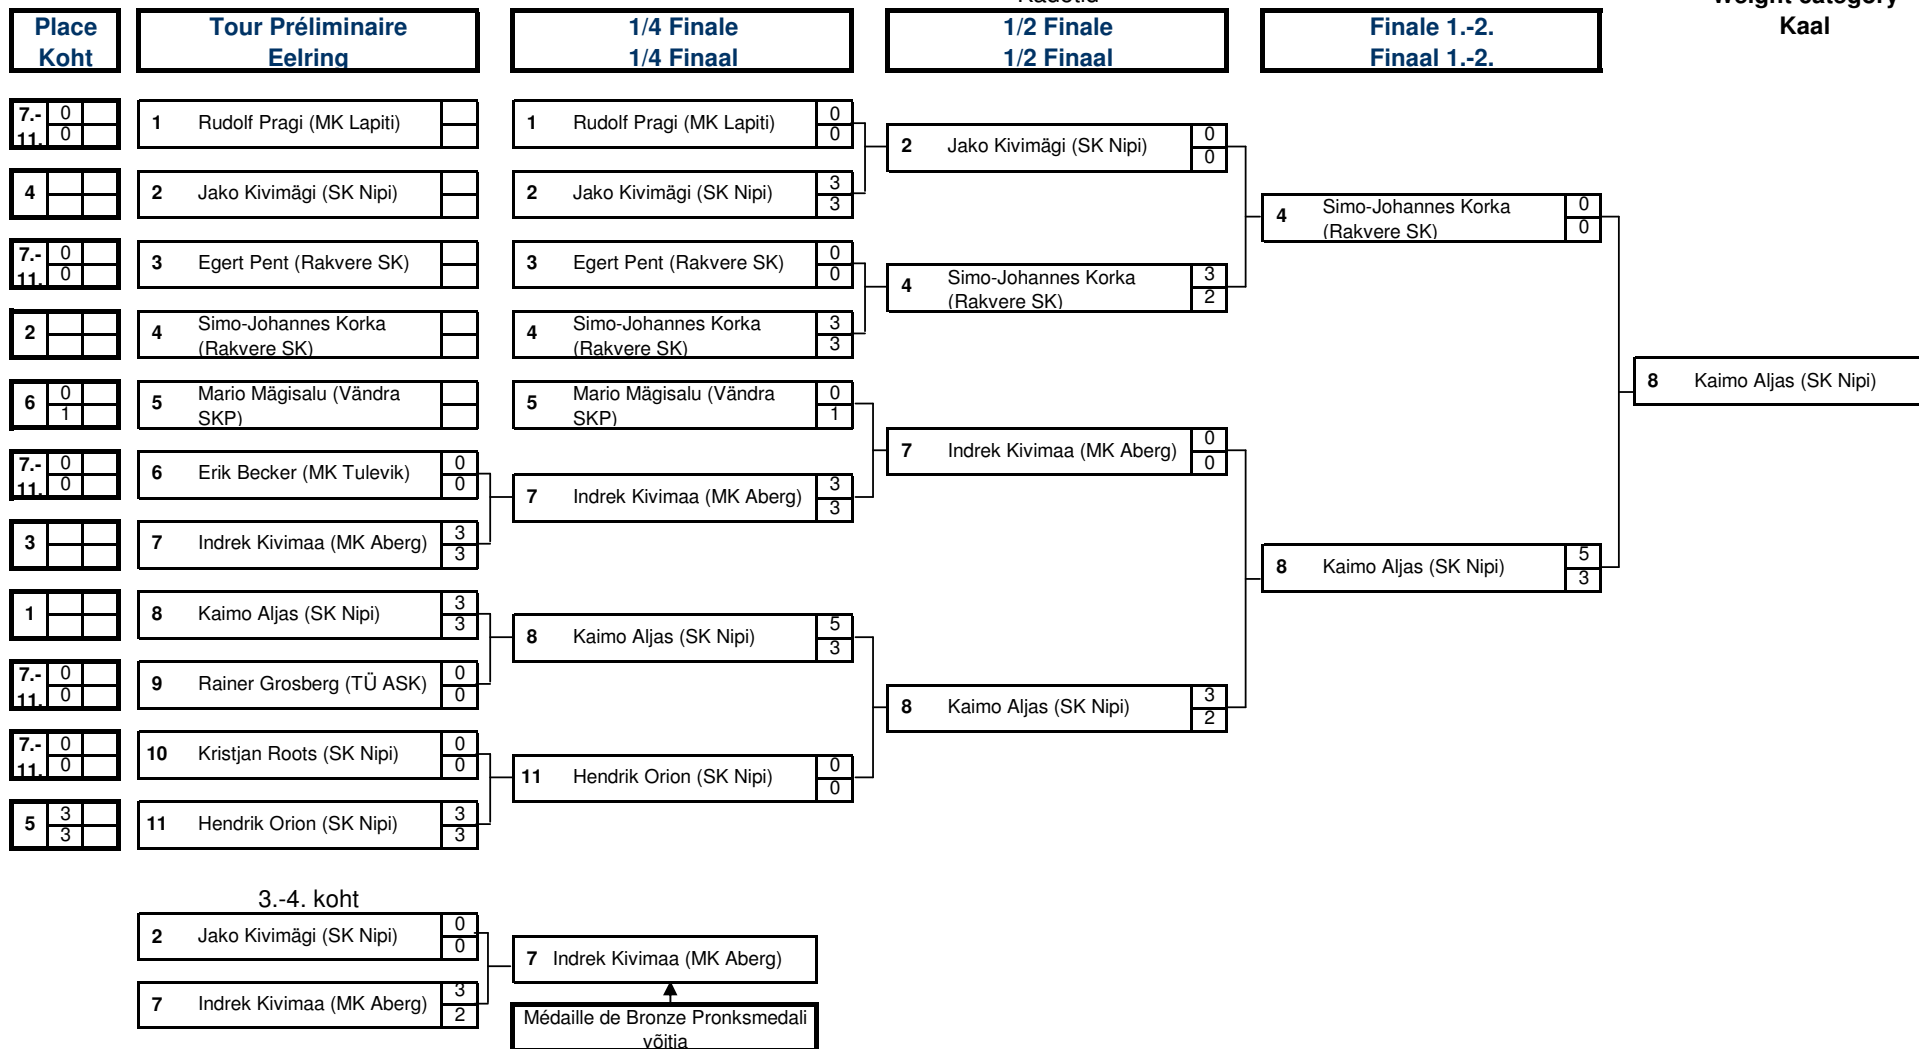 Kadetid
Weight category
Place
Koht
Tour Préliminaire
Eelring
1/4 Finale
1/4 Finaal
1/2 Finale
1/2 Finaal
Finale 1.-2.
Finaal 1.-2.
Kaal
7.-
11.
0
0
1 Rudolf Pragi (MK Lapiti)
4
2 Jako Kivimägi (SK Nipi)
7.-
11.
0
0
3 Egert Pent (Rakvere SK)
2
4 Simo-Johannes Korka
(Rakvere SK)
6
0
1
5 Mario Mägisalu (Vändra
SKP)
7.-
11.
0
0
6 Erik Becker (MK Tulevik) 0
0
3
7 Indrek Kivimaa (MK Aberg) 3
3
1
8 Kaimo Aljas (SK Nipi) 3
3
7.-
11.
0
0
9 Rainer Grosberg (TÜ ASK) 0
0
7.-
11.
0
0
10 Kristjan Roots (SK Nipi) 0
0
5
3
3
11 Hendrik Orion (SK Nipi) 3
3
1 Rudolf Pragi (MK Lapiti) 0
0
2 Jako Kivimägi (SK Nipi) 3
3
3 Egert Pent (Rakvere SK) 0
0
4 Simo-Johannes Korka 3
(Rakvere SK) 3
5 Mario Mägisalu (Vändra 0
SKP) 1
7 Indrek Kivimaa (MK Aberg) 3
3
8 Kaimo Aljas (SK Nipi) 5
3
11 Hendrik Orion (SK Nipi) 0
0
2 Jako Kivimägi (SK Nipi) 0
0
4 Simo-Johannes Korka 3
(Rakvere SK) 2
7 Indrek Kivimaa (MK Aberg) 0
0
8 Kaimo Aljas (SK Nipi) 3
2
4 Simo-Johannes Korka 0
(Rakvere SK) 0
8 Kaimo Aljas (SK Nipi) 5
3
8 Kaimo Aljas (SK Nipi)
3.-4. koht
2 Jako Kivimägi (SK Nipi) 0
0
7 Indrek Kivimaa (MK Aberg) 3
2
7 Indrek Kivimaa (MK Aberg)
Médaille de Bronze Pronksmedali
võitja